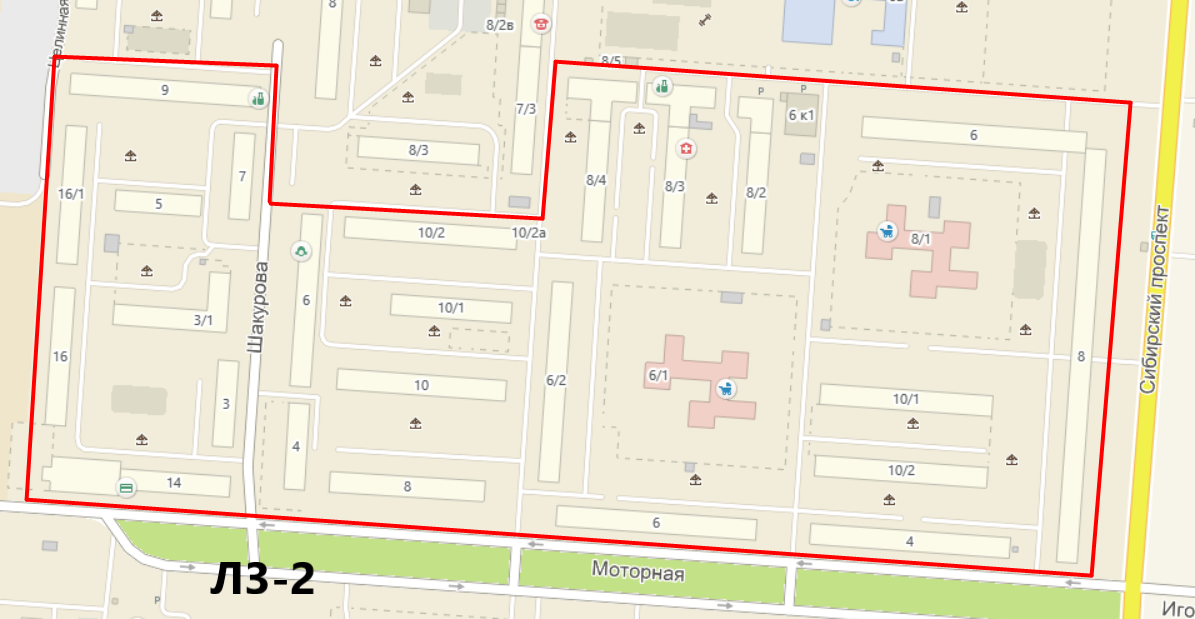 8
8/2в
Целинная
8/5
9
7/3
Р
Р
6 к1
6
8/3
7
16/1
8/4
8/3
8/2
5
10/2
10/2а
8/1
Шакурова
Сибирский проспект
6
10/1
3/1
16
8
6/1
6/2
10
3
10/1
4
10/2
14
8
6
4
Моторная
Л3-2
Р
Иго